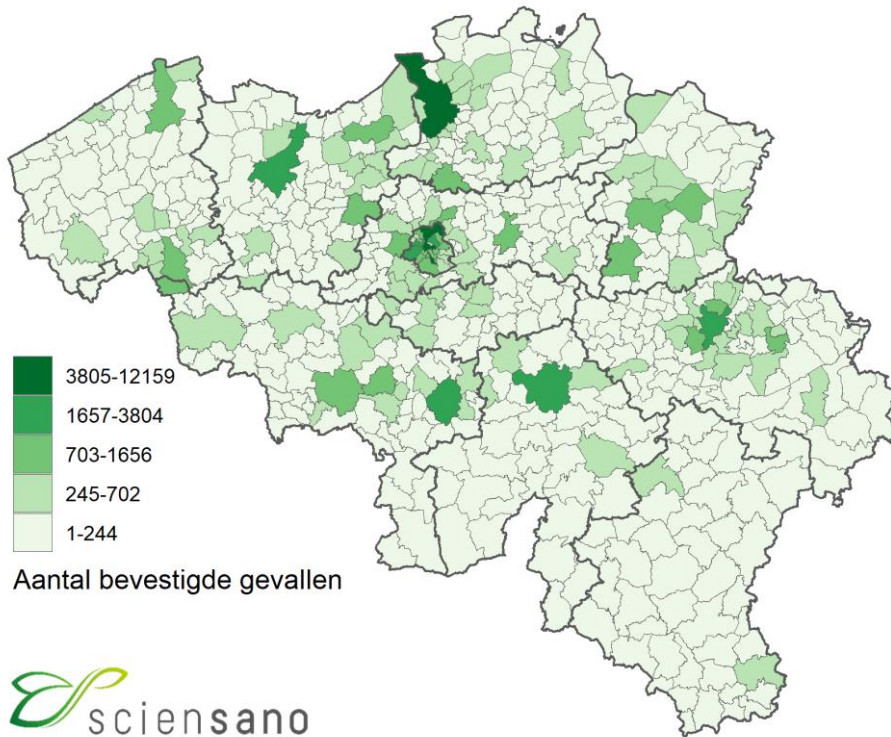 3805-12159
1657-3804
703-1656
245-702
1-244
Aantal bevestigde gevallen
sciensano